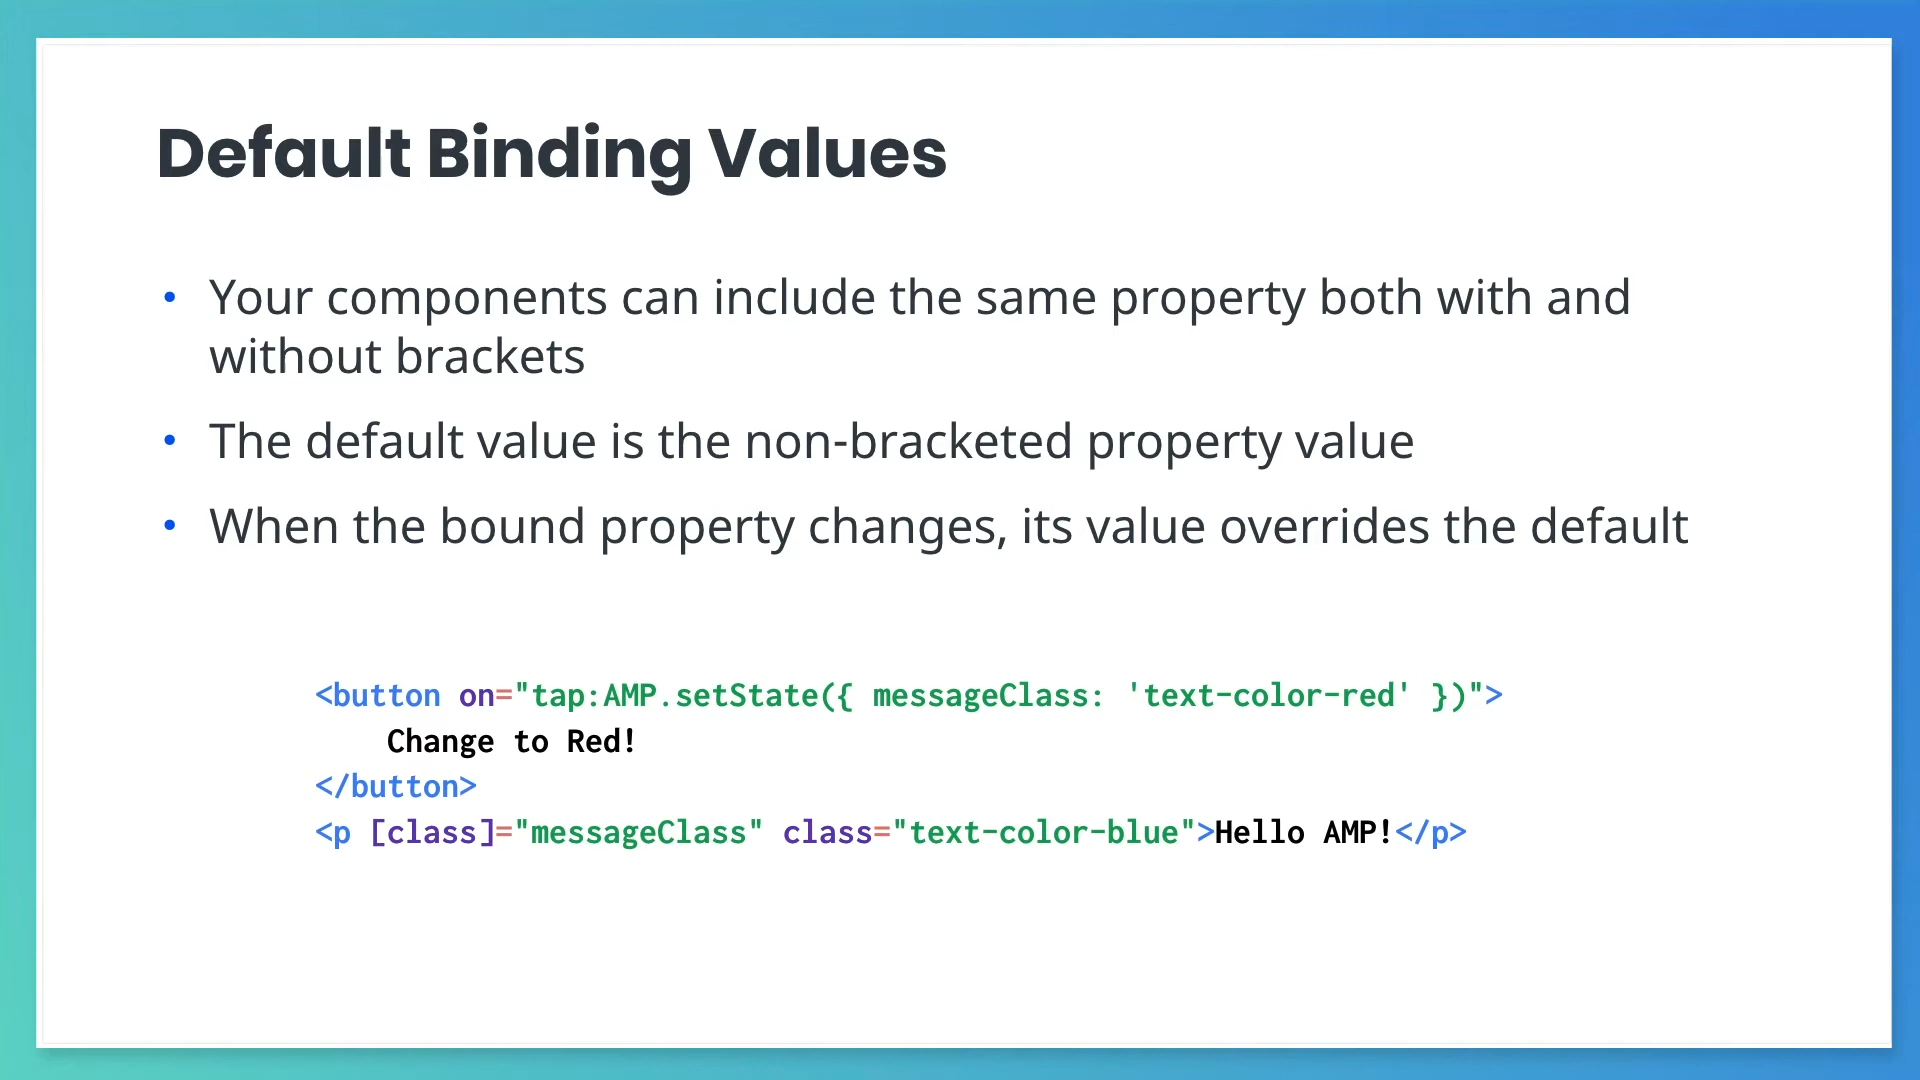 Default Binding Values
• Your components can include the same property both with and
without brackets
• The default value is the non-bracketed property value
• When the bound property changes, its value overrides the default
<button on="tap:AMP.setState({ messageClass: 'text-color-red' })">
    Change to Red!
</button>
<p [class]="messageClass" class="text-color-blue">Hello AMP!</p>